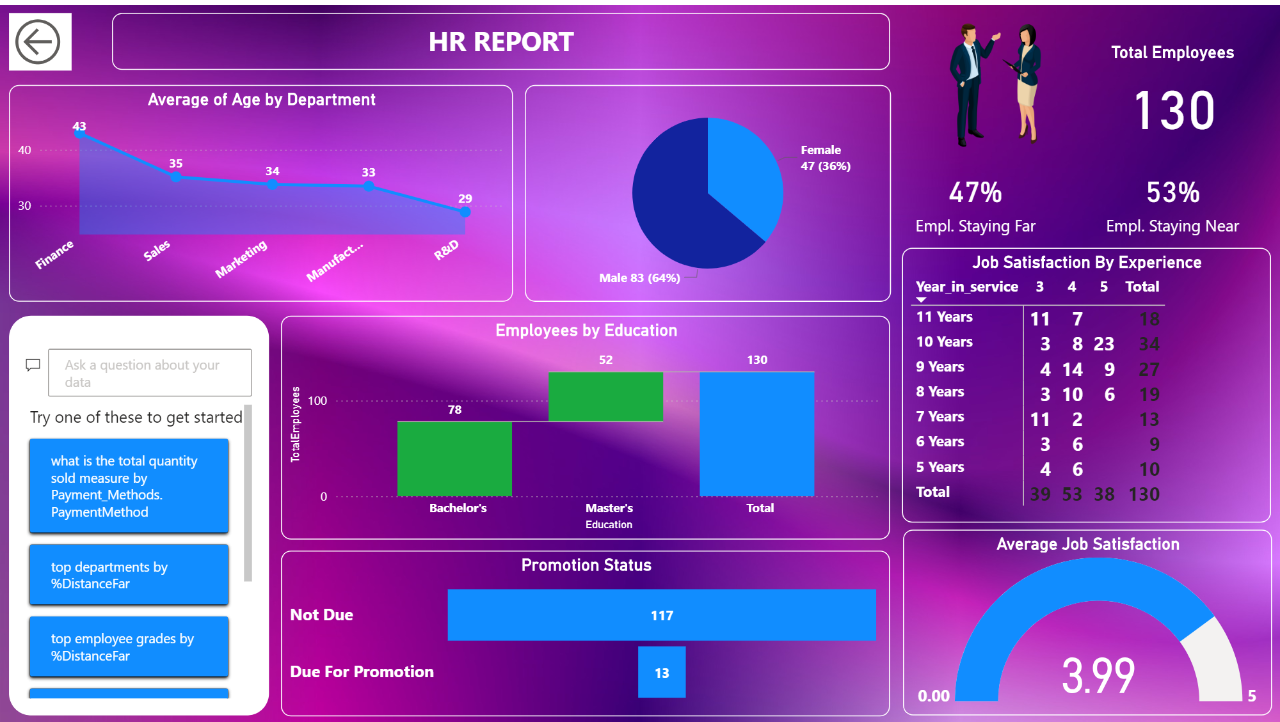 HR REPORT
Total Employees
130
47%
Empl. Staying Far
53%
Empl. Staying Near
Average of Age by Department
40
30
43
35
34
33
29
Finance
Sales
Marketing
Manufact...
R&D
Female
47 (36%)
Male 83 (64%)
Ask a question about your
data
Try one of these to get started
what is the total quantity
sold measure by
Payment_Methods.
PaymentMethod
top departments by
%DistanceFar
top employee grades by
%DistanceFar
Employees by Education
TotalEmployees
100
0
78
52
130
Bachelor's
Master's
Total
Education
Promotion Status
Not Due
117
Due For Promotion
13
Job Satisfaction By Experience
Year_in_service 3 4 5 Total
11 Years 11 7 18
10 Years 3 8 23 34
9 Years 4 14 9 27
8 Years 3 10 6 19
7 Years 11 2 13
6 Years 3 6 9
5 Years 4 6 10
Total 39 53 38 130
Average Job Satisfaction
3.99
0.00
5